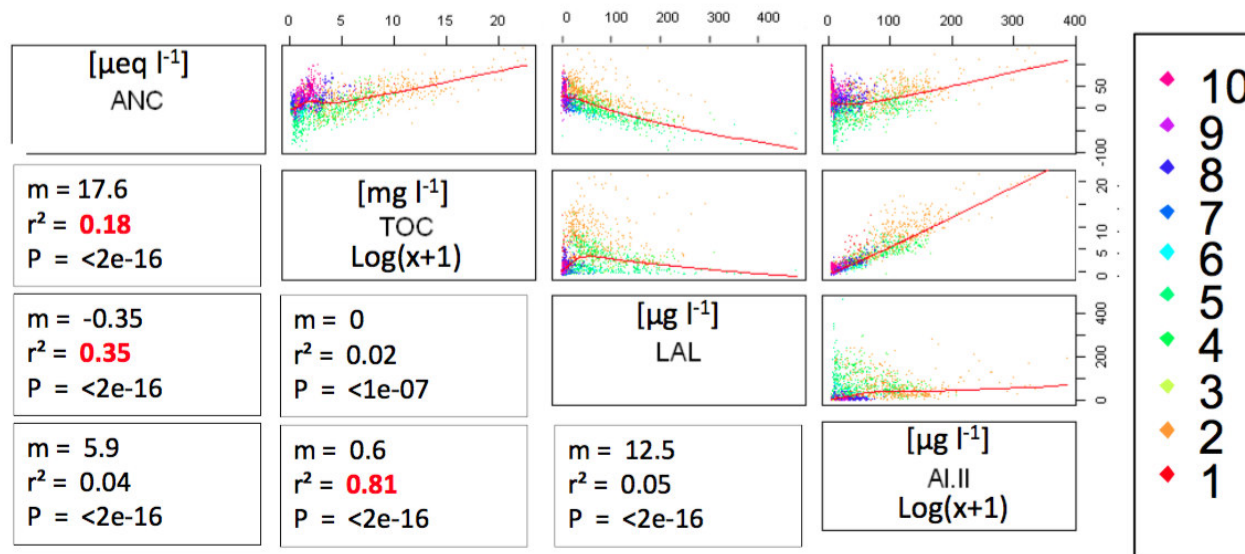 0 5 10 15 20
0 100 200 400
0 100 200 300 400
[µeq l-1]
ANC
50
0
-100
m = 17.6
r² = 0.18
P = <2e-16
[mg l-1]
TOC
Log(x+1)
20
10
5
0
m = -0.35
r² = 0.35
P = <2e-16
m = 0
r² = 0.02
P = <1e-07
[µg l-1]
LAL
400
200
0
m = 5.9
r² = 0.04
P = <2e-16
m = 0.6
r² = 0.81
P = <2e-16
m = 12.5
r² = 0.05
P = <2e-16
[µg l-1]
Al.II
Log(x+1)
10
9
8
7
6
5
4
3
2
1